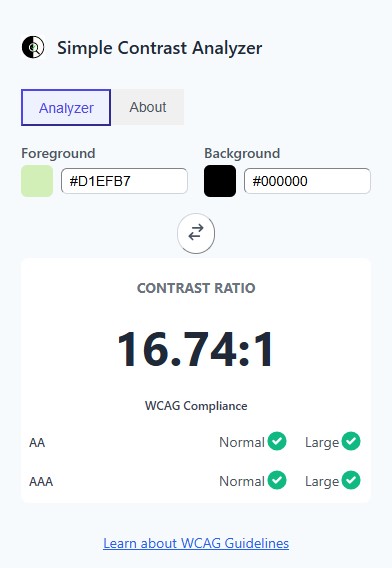 Simple Contrast Analyzer
Analyzer About
Foreground Background
#D1EFB7 #000000
CONTRAST RATIO
16.74:1
WCAG Compliance
AA Normal Large
AAA Normal Large
Learn about WCAG Guidelines